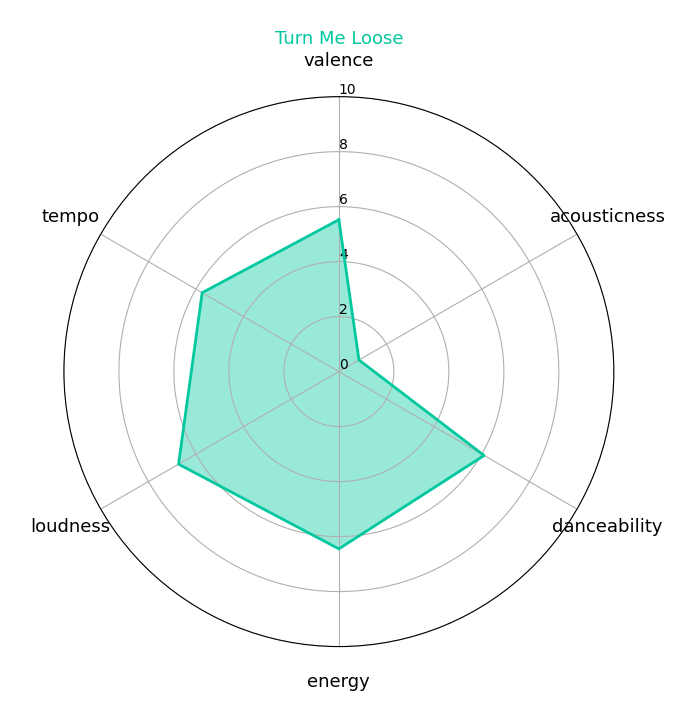 Turn Me Loose
valence
10
8
6
4
2
0
tempo
acousticness
loudness
danceability
energy